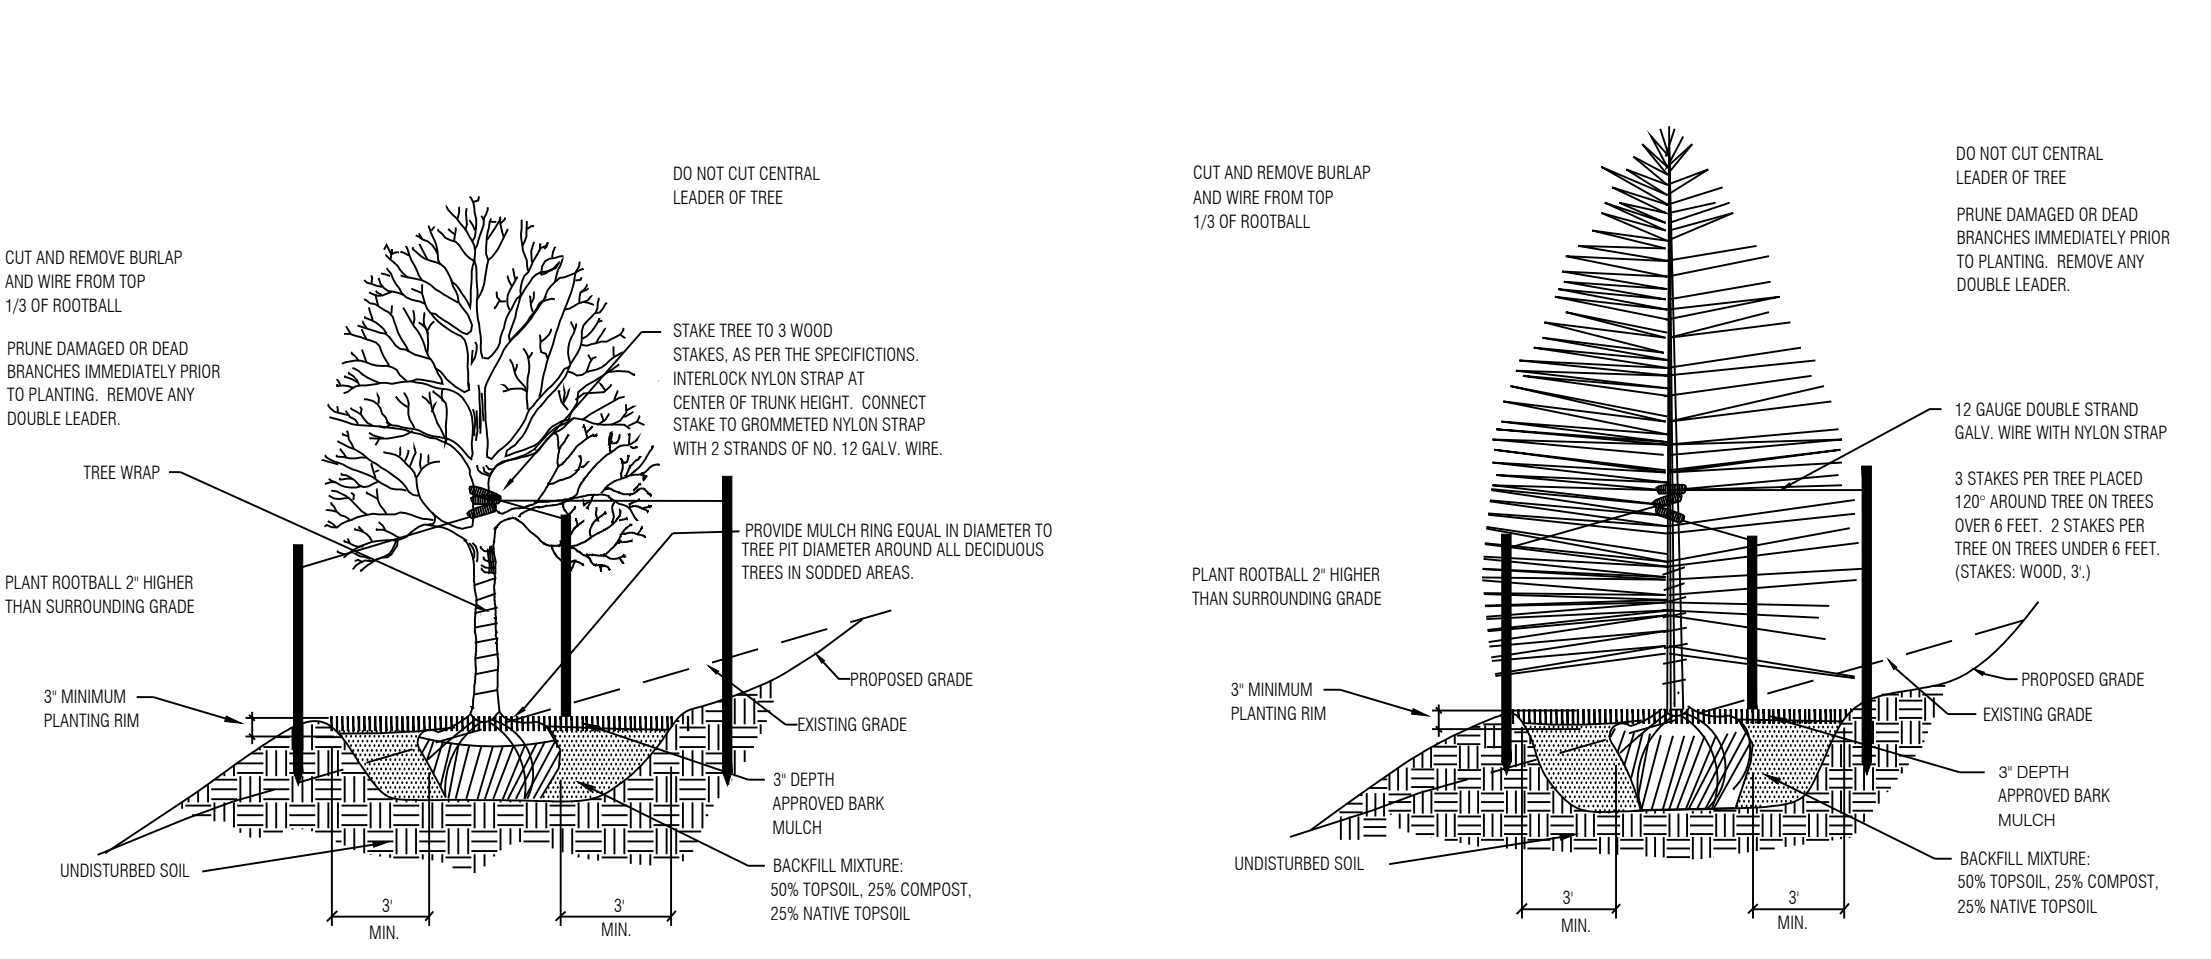 DO NOT CUT CENTRAL
LEADER OF TREE
CUT AND REMOVE BURLAP
AND WIRE FROM TOP
1/3 OF ROOTBALL
PRUNE DAMAGED OR DEAD
BRANCHES IMMEDIATELY PRIOR
TO PLANTING. REMOVE ANY
DOUBLE LEADER.
STAKE TREE TO 3 WOOD
STAKES, AS PER THE SPECIFICTIONS.
INTERLOCK NYLON STRAP AT
CENTER OF TRUNK HEIGHT. CONNECT
STAKE TO GROMMETED NYLON STRAP
WITH 2 STRANDS OF NO. 12 GALV. WIRE.
TREE WRAP
PROVIDE MULCH RING EQUAL IN DIAMETER TO
TREE PIT DIAMETER AROUND ALL DECIDUOUS
TREES IN SODDED AREAS.
PLANT ROOTBALL 2" HIGHER
THAN SURROUNDING GRADE
PROPOSED GRADE
3" MINIMUM
PLANTING RIM
EXISTING GRADE
3" DEPTH
APPROVED BARK
MULCH
UNDISTURBED SOIL
BACKFILL MIXTURE:
50% TOPSOIL, 25% COMPOST,
25% NATIVE TOPSOIL
3'
MIN.
3'
MIN.
CUT AND REMOVE BURLAP
AND WIRE FROM TOP
1/3 OF ROOTBALL
DO NOT CUT CENTRAL
LEADER OF TREE
PRUNE DAMAGED OR DEAD
BRANCHES IMMEDIATELY PRIOR
TO PLANTING. REMOVE ANY
DOUBLE LEADER.
12 GAUGE DOUBLE STRAND
GALV. WIRE WITH NYLON STRAP
3 STAKES PER TREE PLACED
120° AROUND TREE ON TREES
OVER 6 FEET. 2 STAKES PER
TREE ON TREES UNDER 6 FEET.
(STAKES: WOOD, 3'.)
PLANT ROOTBALL 2" HIGHER
THAN SURROUNDING GRADE
PROPOSED GRADE
3" MINIMUM
PLANTING RIM
EXISTING GRADE
3" DEPTH
APPROVED BARK
MULCH
UNDISTURBED SOIL
BACKFILL MIXTURE:
50% TOPSOIL, 25% COMPOST,
25% NATIVE TOPSOIL
3'
MIN.
3'
MIN.